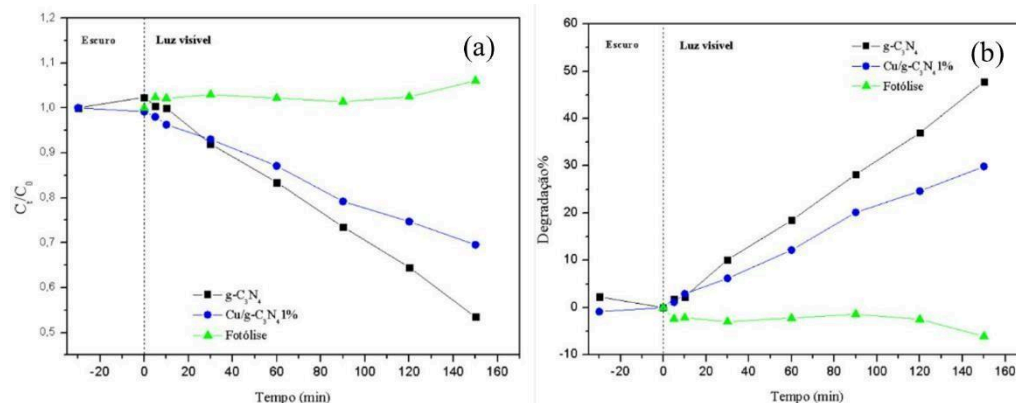 (a)
Escuro
Luz visível
1,2
1,1
1,0
0,9
0,8
0,7
0,6
0,5
Ct/C0
g-C3N4
Cu/g-C3N4 1%
Fotólise
-20 0 20 40 60 80 100 120 140 160
Tempo (min)
(b)
Escuro
Luz visível
g-C3N4
Cu/g-C3N4 1%
Fotólise
60
50
40
30
20
10
0
-10
Degradação%
-20 0 20 40 60 80 100 120 140 160
Tempo (min)